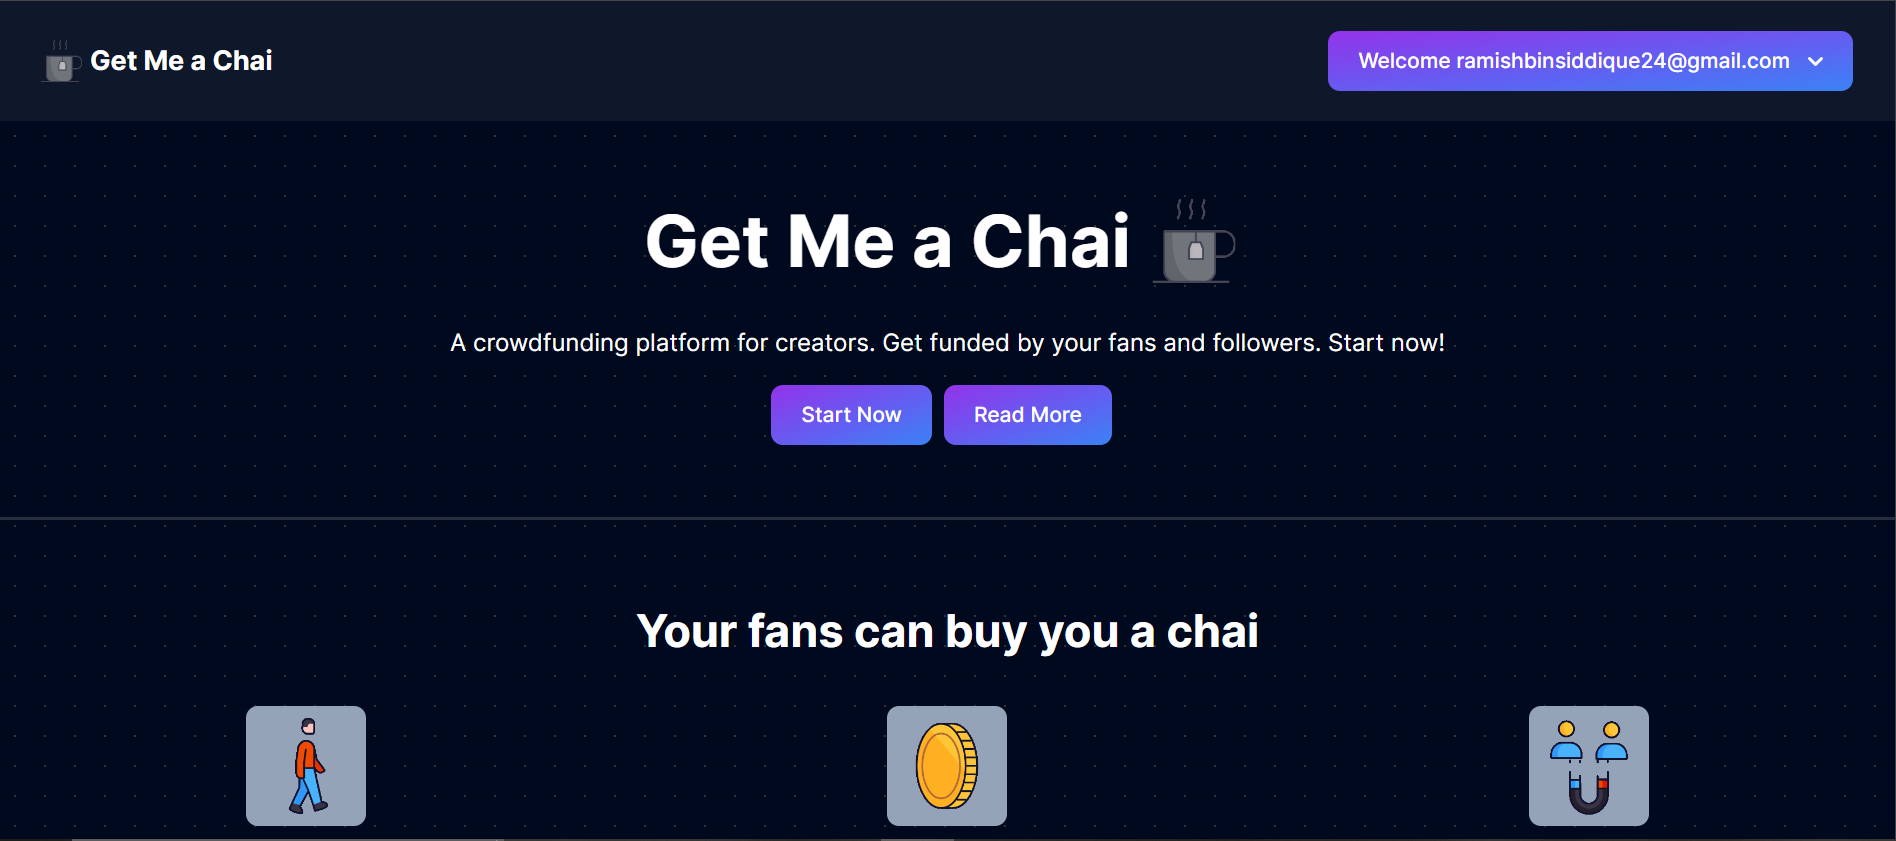 Get Me a Chai
Welcome ramishbinsiddique24@gmail.com
Get Me a Chai
A crowdfunding platform for creators. Get funded by your fans and followers. Start now!
Start Now
Read More
Your fans can buy you a chai